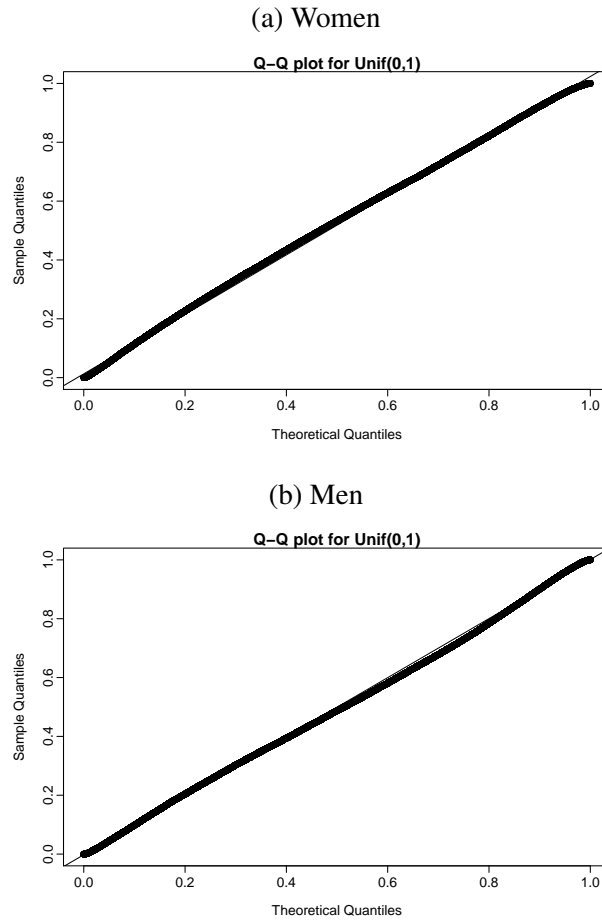 (a) Women
Q−Q plot for Unif(0,1)
Sample Quantiles
1.0
0.8
0.6
0.4
0.2
0.0
0.0 0.2 0.4 0.6 0.8 1.0
Theoretical Quantiles
(b) Men
Q−Q plot for Unif(0,1)
Sample Quantiles
1.0
0.8
0.6
0.4
0.2
0.0
0.0 0.2 0.4 0.6 0.8 1.0
Theoretical Quantiles